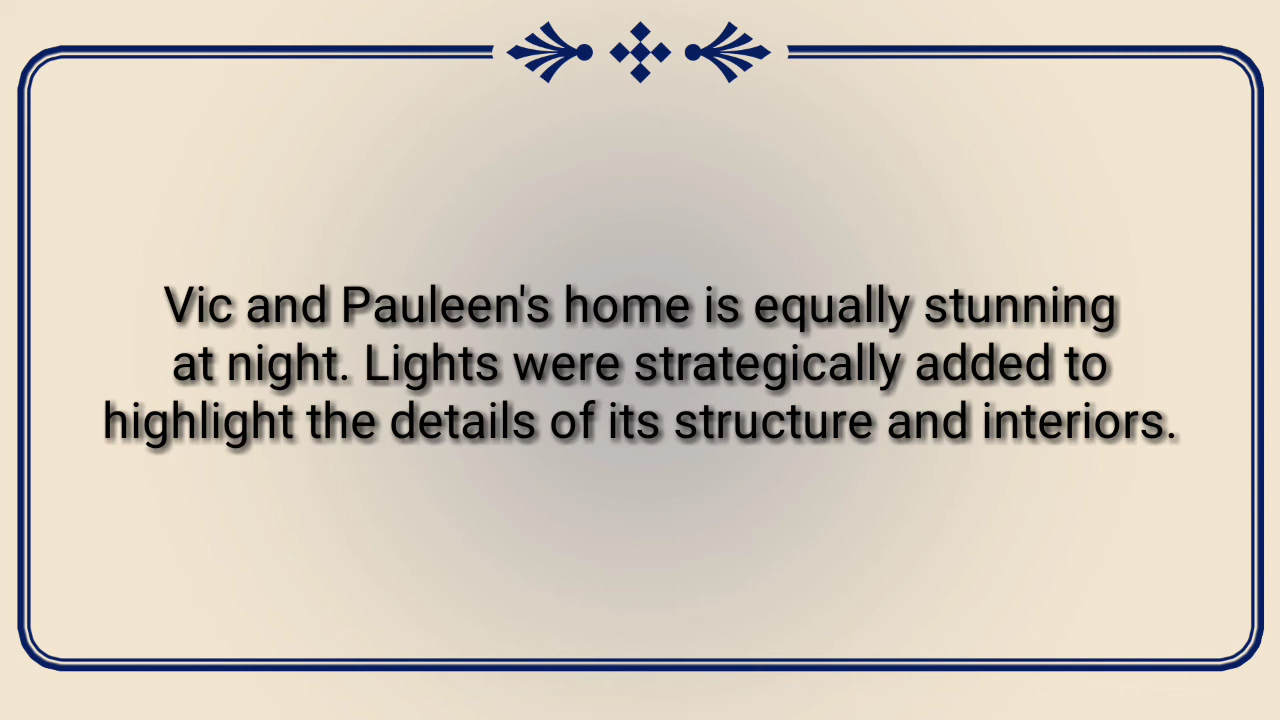 Vic and Pauleen's home is equally stunning
at night. Lights were strategically added to
highlight the details of its structure and interiors.